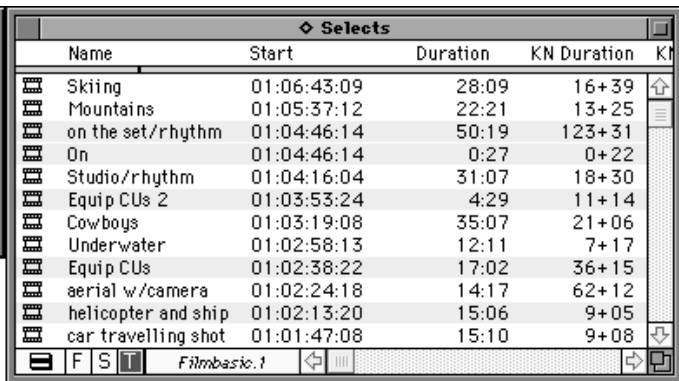 ◇ Selects
Name Start Duration KN Duration
Skiing 01:06:43:09 28:09 16+39
Mountains 01:05:37:12 22:21 13+25
on the set/rhythm 01:04:46:14 50:19 123+31
On 01:04:46:14 0:27 0+22
Studio/rhythm 01:04:16:04 31:07 18+30
Equip CUs 2 01:03:53:24 4:29 11+14
Cowboys 01:03:19:08 35:07 21+06
Underwater 01:02:58:13 12:11 7+17
Equip CUs 01:02:38:22 17:02 36+15
aerial w/camera 01:02:24:18 14:17 62+12
helicopter and ship 01:02:13:20 15:06 9+05
car travelling shot 01:01:47:08 15:10 9+08
F S T Filmbasic.1